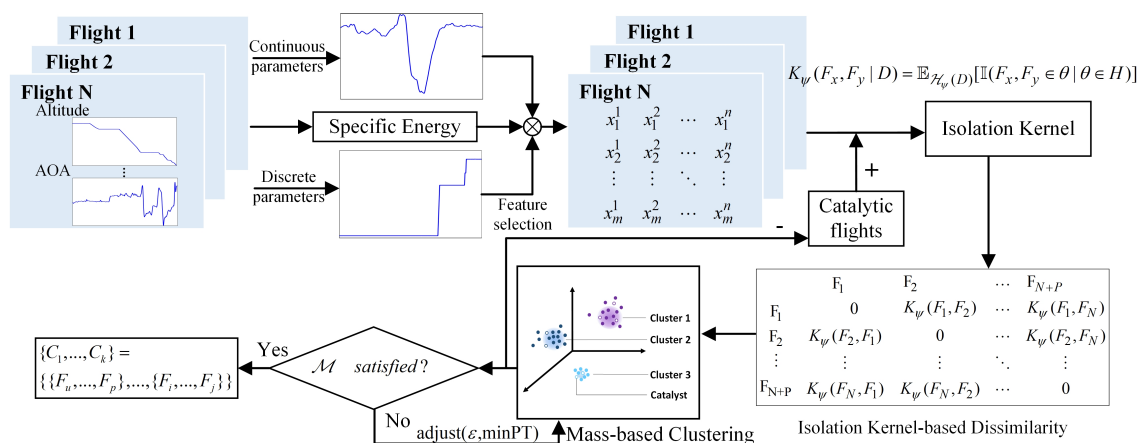 Flight 1
Flight 2
Flight N
Altitude
AOA
⋮
Continuous
parameters
Specific Energy
Discrete
parameters
Feature
selection
⊗
Flight 1
Flight 2
Flight N
x_1^1 x_1^2 ⋯ x_1^n
x_2^1 x_2^2 ⋯ x_2^n
⋮ ⋮ ⋱ ⋮
x_m^1 x_m^2 ⋯ x_m^n
K_ψ(F_x, F_y | D) = 𝔼_{ℋ_ψ(D)}[𝕀(F_x, F_y ∈ θ | θ ∈ H)]
Isolation Kernel
+
-
Catalytic
flights
F_1 F_2 ⋯ F_{N+P}
F_1 0 K_ψ(F_1, F_2) ⋯ K_ψ(F_1, F_N)
F_2 K_ψ(F_2, F_1) 0 ⋯ K_ψ(F_2, F_N)
⋮ ⋮ ⋮ ⋱ ⋮
F_{N+P} K_ψ(F_N, F_1) K_ψ(F_N, F_2) ⋯ 0
Isolation Kernel-based Dissimilarity
Cluster 1
Cluster 2
Cluster 3
Catalyst
Mass-based Clustering
ℳ satisfied?
Yes
No
adjust(ε,minPT)
{C_1,...,C_k} =
{{F_u,...,F_p},...,{F_i,...,F_j}}